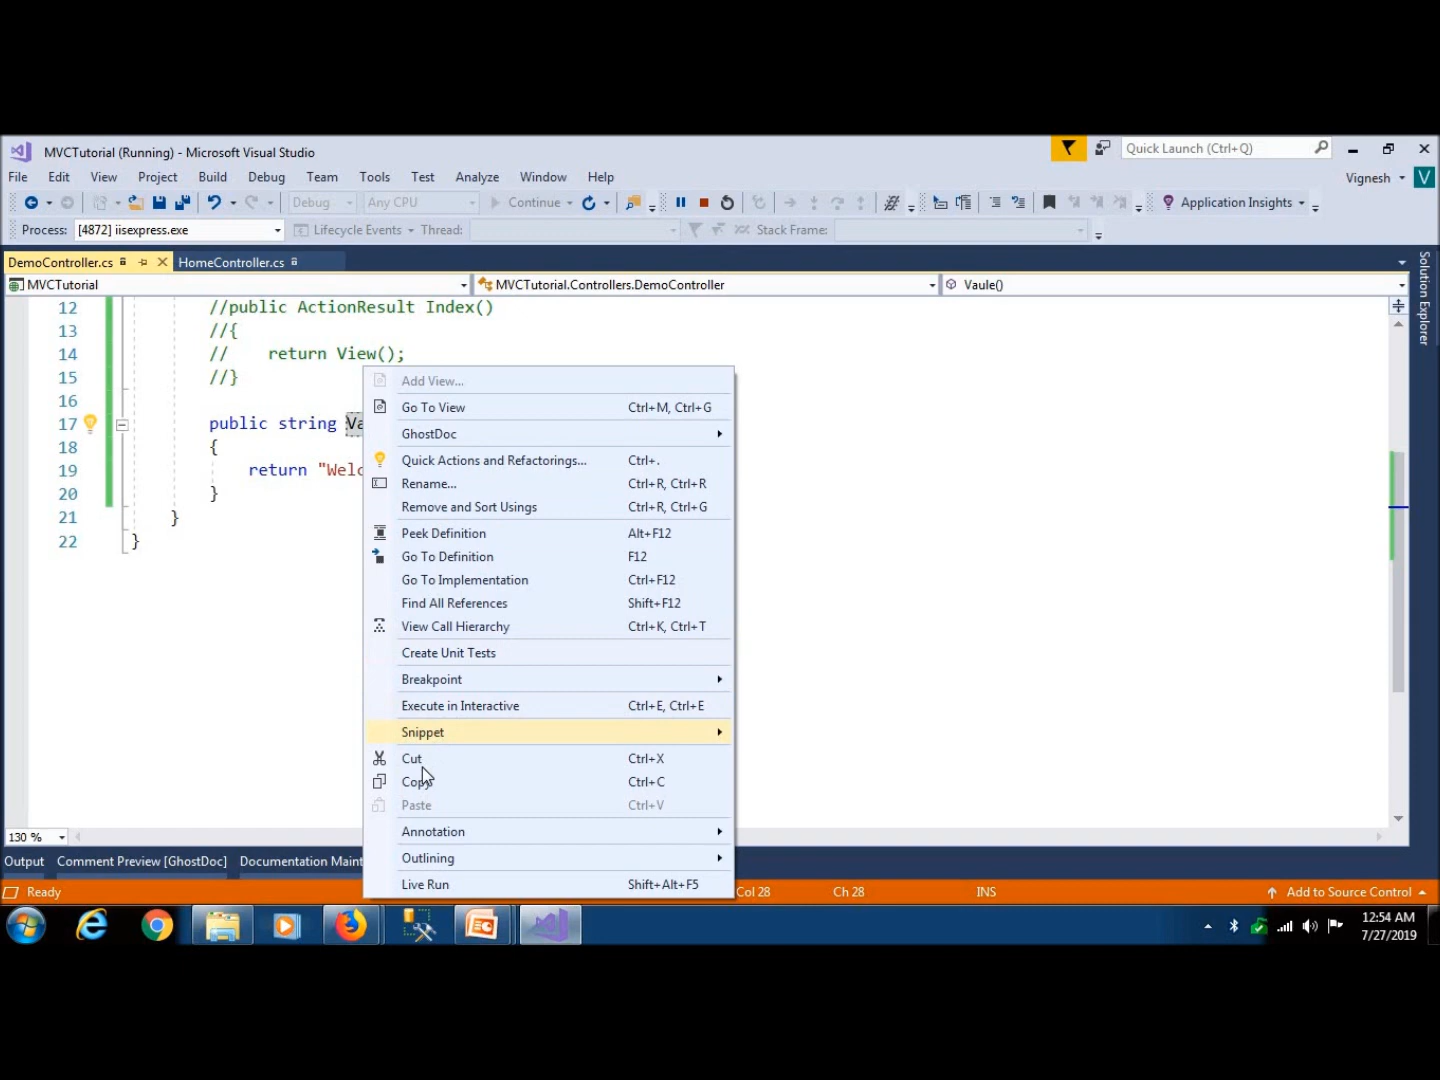 MVCTutorial (Running) - Microsoft Visual Studio
Quick Launch (Ctrl+Q)
File Edit View Project Build Debug Team Tools Test Analyze Window Help
Vignesh V
Debug Any CPU Continue Application Insights
Process: [4872] iisexpress.exe Lifecycle Events Thread: Stack Frame:
DemoController.cs HomeController.cs
MVCTutorial MVCTutorial.Controllers.DemoController Vaule()
Solution Explorer
12 //public ActionResult Index()
13 //{
14 // return View();
15 //}
16
17 public string Va
18 {
19 return "Welc
20 }
21 }
22 }
Add View...
Go To View Ctrl+M, Ctrl+G
GhostDoc
Quick Actions and Refactorings... Ctrl+.
Rename... Ctrl+R, Ctrl+R
Remove and Sort Usings Ctrl+R, Ctrl+G
Peek Definition Alt+F12
Go To Definition F12
Go To Implementation Ctrl+F12
Find All References Shift+F12
View Call Hierarchy Ctrl+K, Ctrl+T
Create Unit Tests
Breakpoint
Execute in Interactive Ctrl+E, Ctrl+E
Snippet
Cut Ctrl+X
Copy Ctrl+C
Paste Ctrl+V
Annotation
Outlining
Live Run Shift+Alt+F5
130 %
Output Comment Preview [GhostDoc] Documentation Maint
Ready Col 28 Ch 28 INS Add to Source Control
12:54 AM
7/27/2019